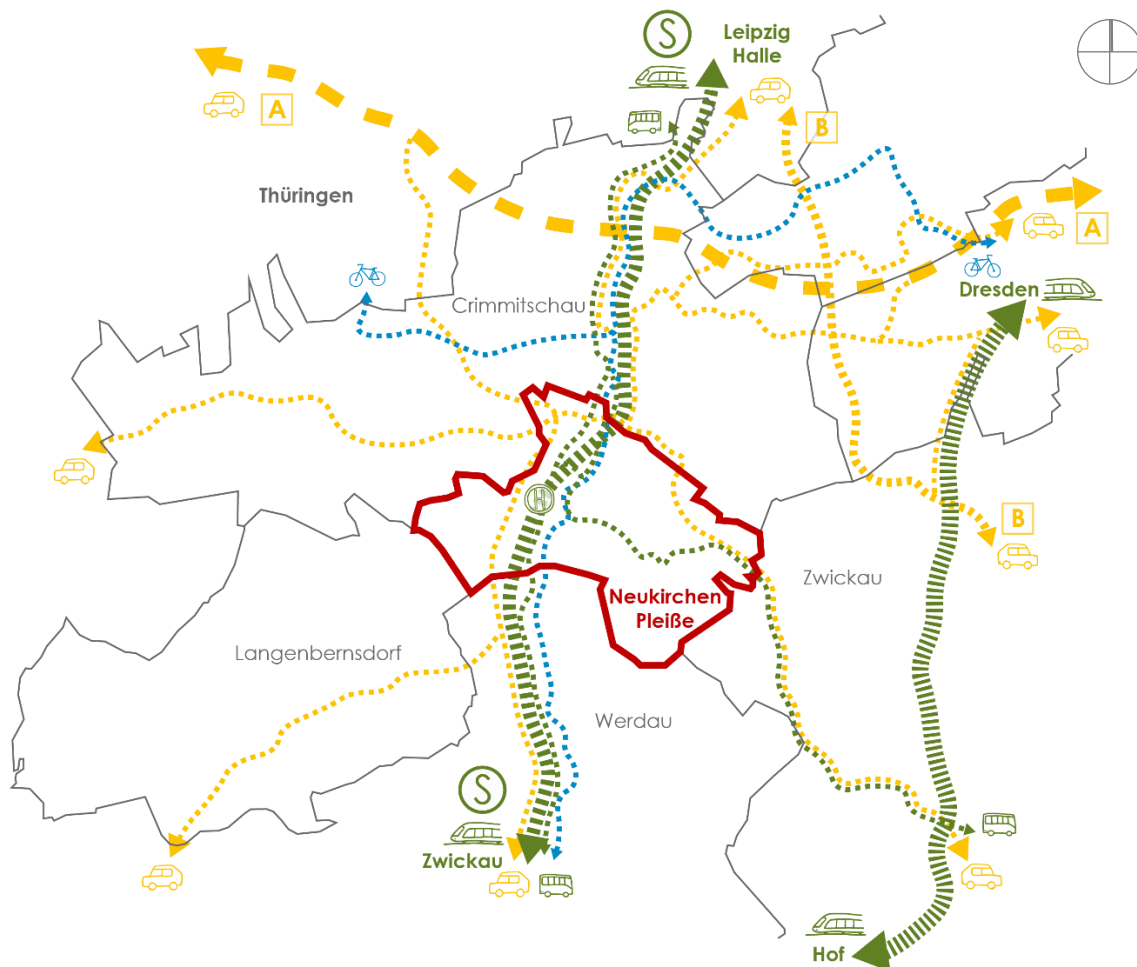 S
Leipzig
Halle
A
B
Thüringen
A
Crimmitschau
Dresden
H
B
Zwickau
Neukirchen
Pleiße
Langenbernsdorf
Werdau
S
Zwickau
Hof